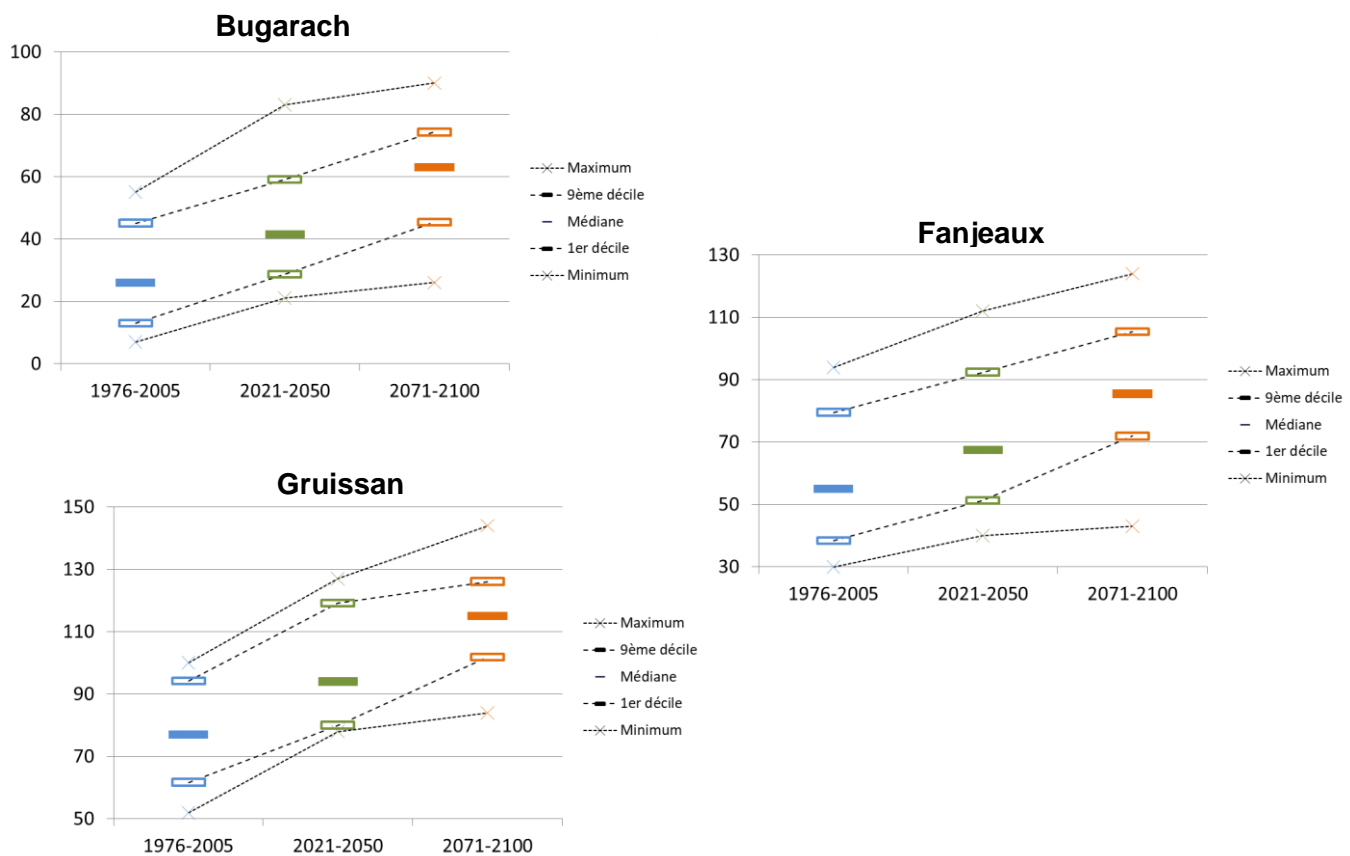 Bugarach
100
80
60
40
20
0
1976-2005 2021-2050 2071-2100
Maximum
9ème décile
Médiane
1er décile
Minimum
Fanjeaux
130
110
90
70
50
30
1976-2005 2021-2050 2071-2100
Maximum
9ème décile
Médiane
1er décile
Minimum
Gruissan
150
130
110
90
70
50
1976-2005 2021-2050 2071-2100
Maximum
9ème décile
Médiane
1er décile
Minimum